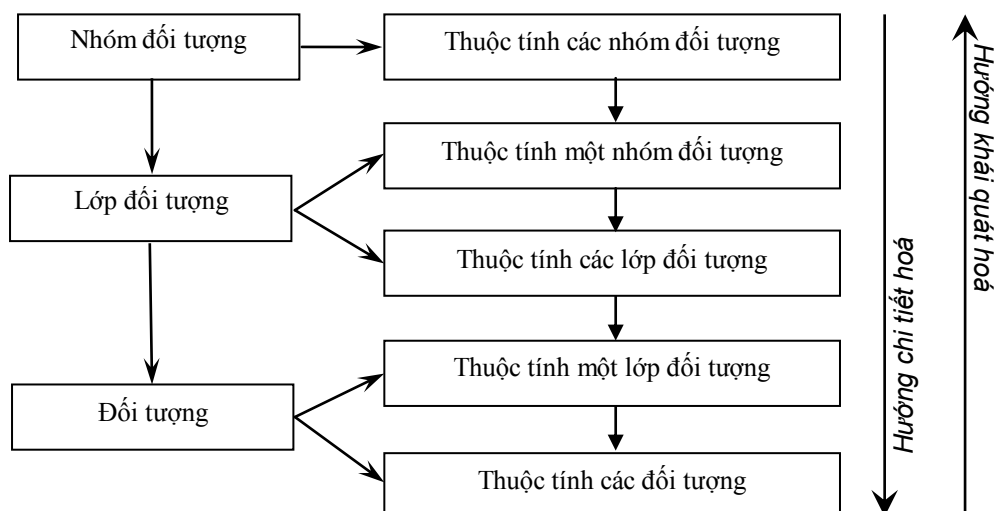 Nhóm đối tượng
Thuộc tính các nhóm đối tượng
Thuộc tính một nhóm đối tượng
Lớp đối tượng
Thuộc tính các lớp đối tượng
Thuộc tính một lớp đối tượng
Đối tượng
Thuộc tính các đối tượng
Hướng chi tiết hoá
Hướng khái quát hoá